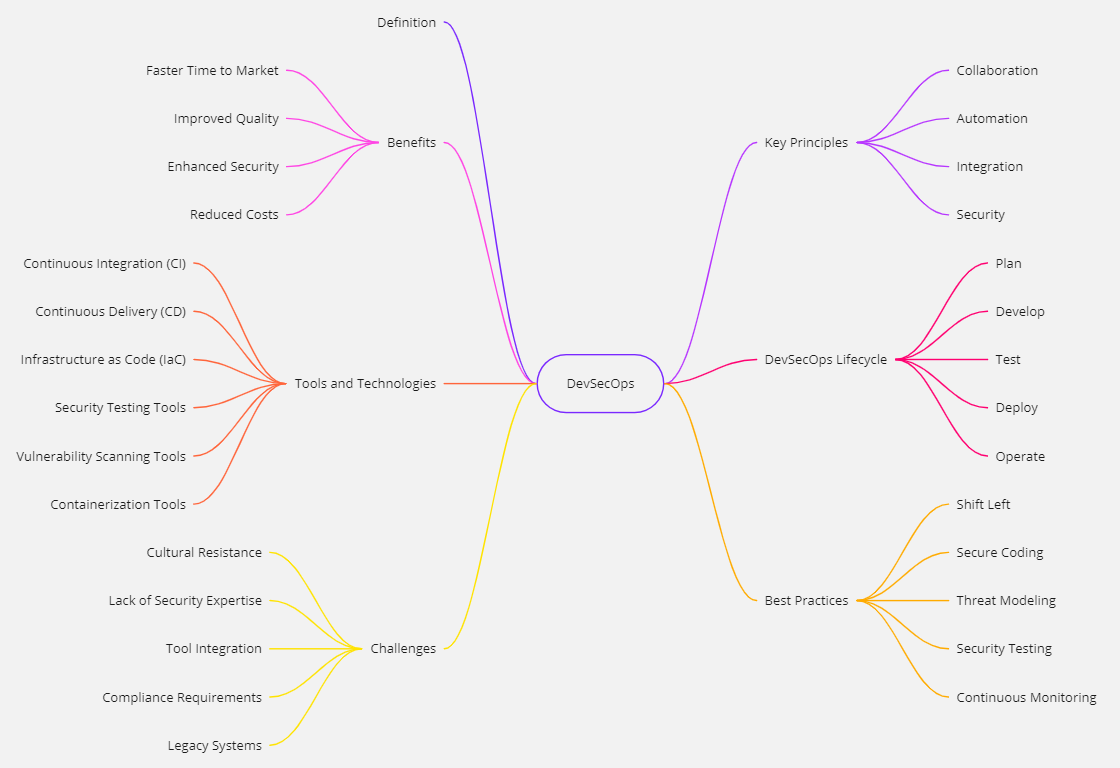 Definition
Faster Time to Market
Improved Quality
Benefits
Enhanced Security
Reduced Costs
Continuous Integration (CI)
Continuous Delivery (CD)
Infrastructure as Code (IaC)
Tools and Technologies
Security Testing Tools
Vulnerability Scanning Tools
Containerization Tools
Cultural Resistance
Lack of Security Expertise
Tool Integration
Challenges
Compliance Requirements
Legacy Systems
DevSecOps
Key Principles
Collaboration
Automation
Integration
Security
DevSecOps Lifecycle
Plan
Develop
Test
Deploy
Operate
Best Practices
Shift Left
Secure Coding
Threat Modeling
Security Testing
Continuous Monitoring